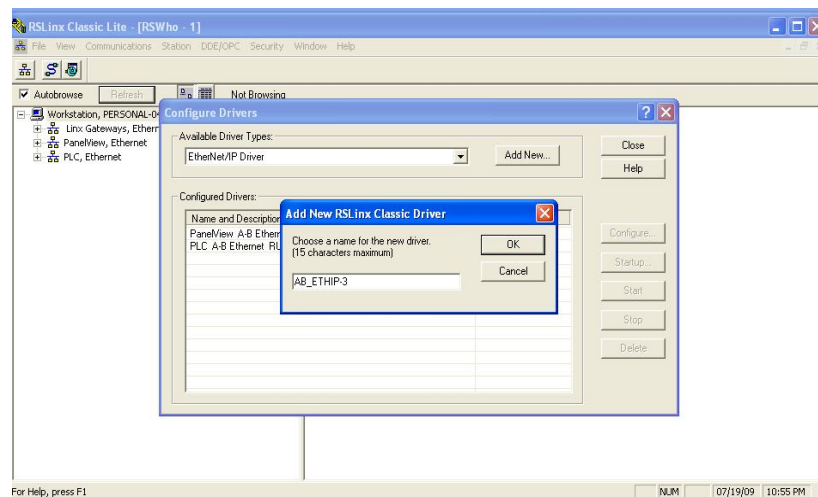 RSLinx Classic Lite - [RSWho - 1]
File View Communications Station DDE/OPC Security Window Help
Autobrowse Refresh Not Browsing
Workstation, PERSONAL-0
Linx Gateways, Ethern
PanelView, Ethernet
PLC, Ethernet
Configure Drivers
Available Driver Types:
EtherNet/IP Driver Add New... Close
Help
Configured Drivers:
Name and Description
PanelView A-B Ethern
PLC A-B Ethernet RU
Add New RSLinx Classic Driver
Choose a name for the new driver.
(15 characters maximum)
OK
Cancel
AB_ETHIP-3
Configure...
Startup...
Start
Stop
Delete
For Help, press F1 NUM 07/19/09 10:55 PM